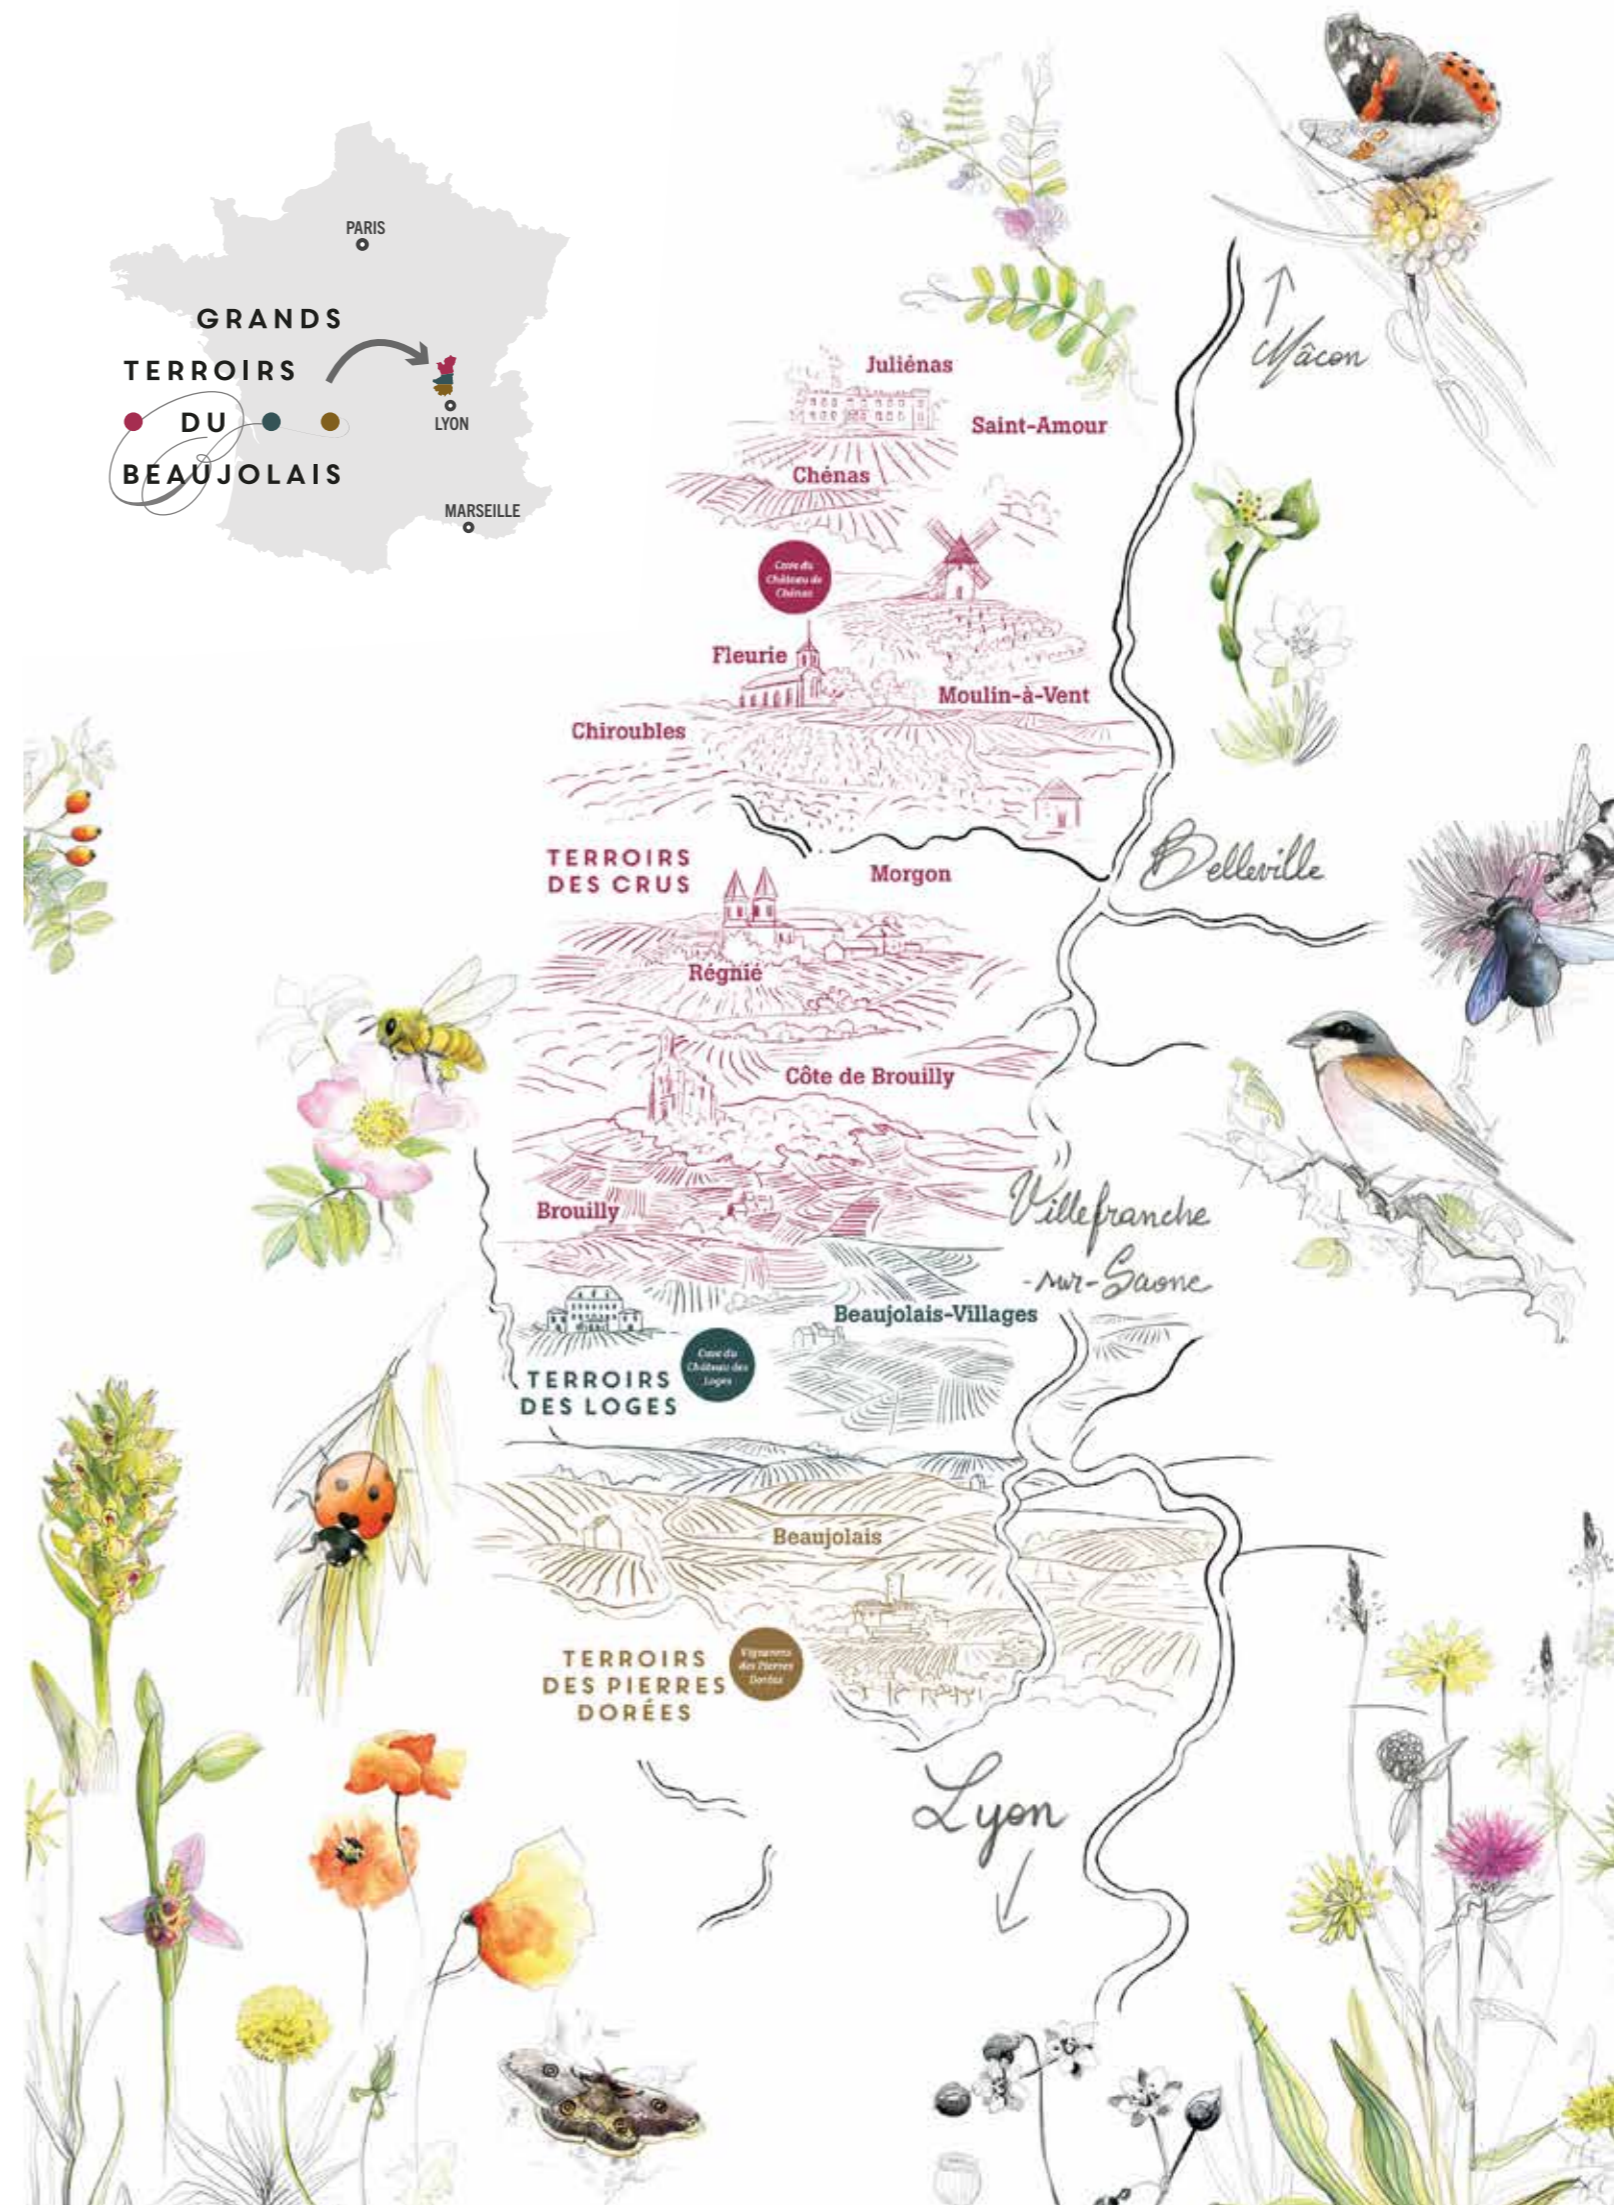 PARIS
GRANDS
TERROIRS
DU
BEAUJOLAIS
LYON
MARSEILLE
Mâcon
Juliénas
Saint-Amour
Chénas
Cave du
Château de
Chénas
Fleurie
Moulin-à-Vent
Chiroubles
Belleville
TERROIRS
DES CRUS
Morgon
Régnié
Côte de Brouilly
Brouilly
Villefranche
-sur-Saone
Beaujolais-Villages
Cave du
Château des
Loges
TERROIRS
DES LOGES
Beaujolais
Vignerons
des Pierres
Dorées
TERROIRS
DES PIERRES
DORÉES
Lyon